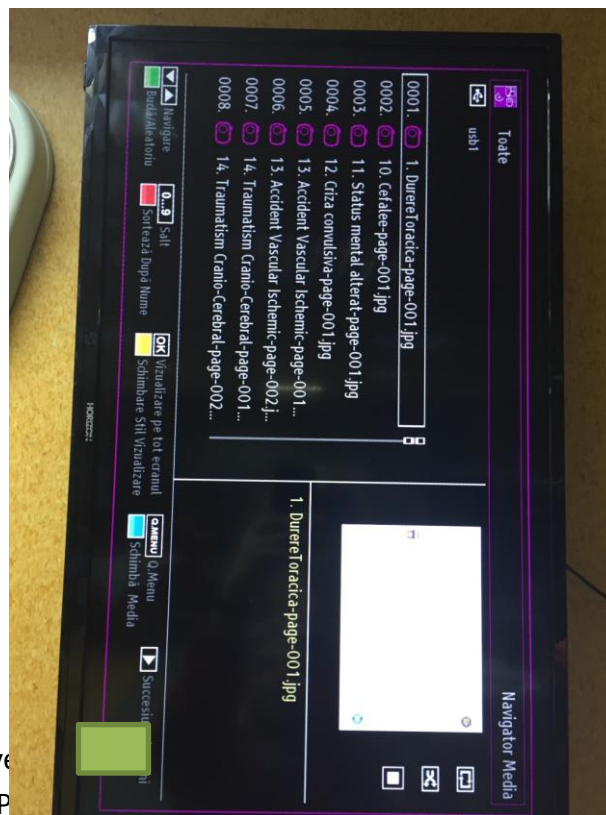 Toate
Navigator Media
usb1
0001. 1. DurereToracica-page-001.jpg
0002. 10. Cefalee-page-001.jpg
0003. 11. Status mental alterat-page-001.jpg
0004. 12. Criza convulsiva-page-001.jpg
0005. 13. Accident Vascular Ischemic-page-001...
0006. 13. Accident Vascular Ischemic-page-002.j...
0007. 14. Traumatism Cranio-Cerebral-page-001...
0008. 14. Traumatism Cranio-Cerebral-page-002...
1. DurereToracica-page-001.jpg
Navigare
0...9 Salt
OK Vizualizare pe tot ecranul
Q.MENU Q.Menu
Buclă/Aleatoriu
Sortează După Nume
Schimbare Stil Vizualizare
Schimbă Media
HORIZON